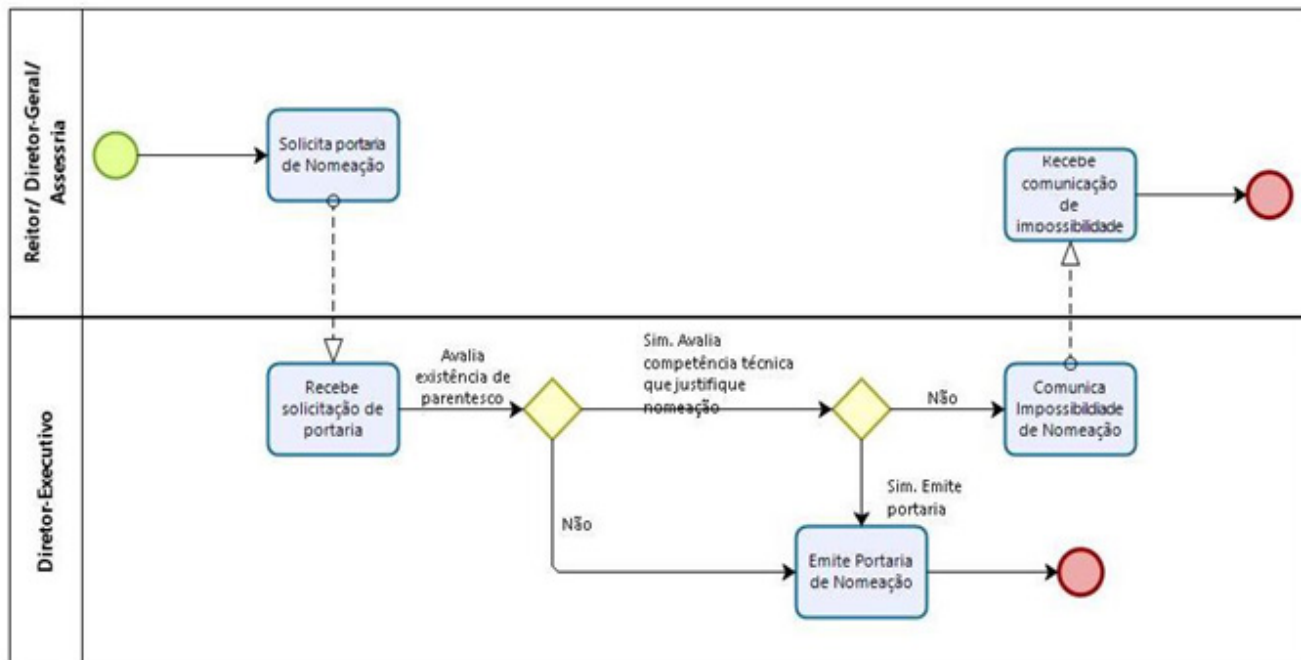 Reitor/ Diretor-Geral/
Assessria
Solicita portaria
de Nomeação
Recebe
comunicação
de
impossibilidade
Diretor-Executivo
Recebe
solicitação de
portaria
Avalia
existência de
parentesco
Sim. Avalia
competência técnica
que justifique
nomeação
Não
Comunica
Impossibildade
de Nomeação
Não
Sim. Emite
portaria
Emite Portaria
de Nomeação